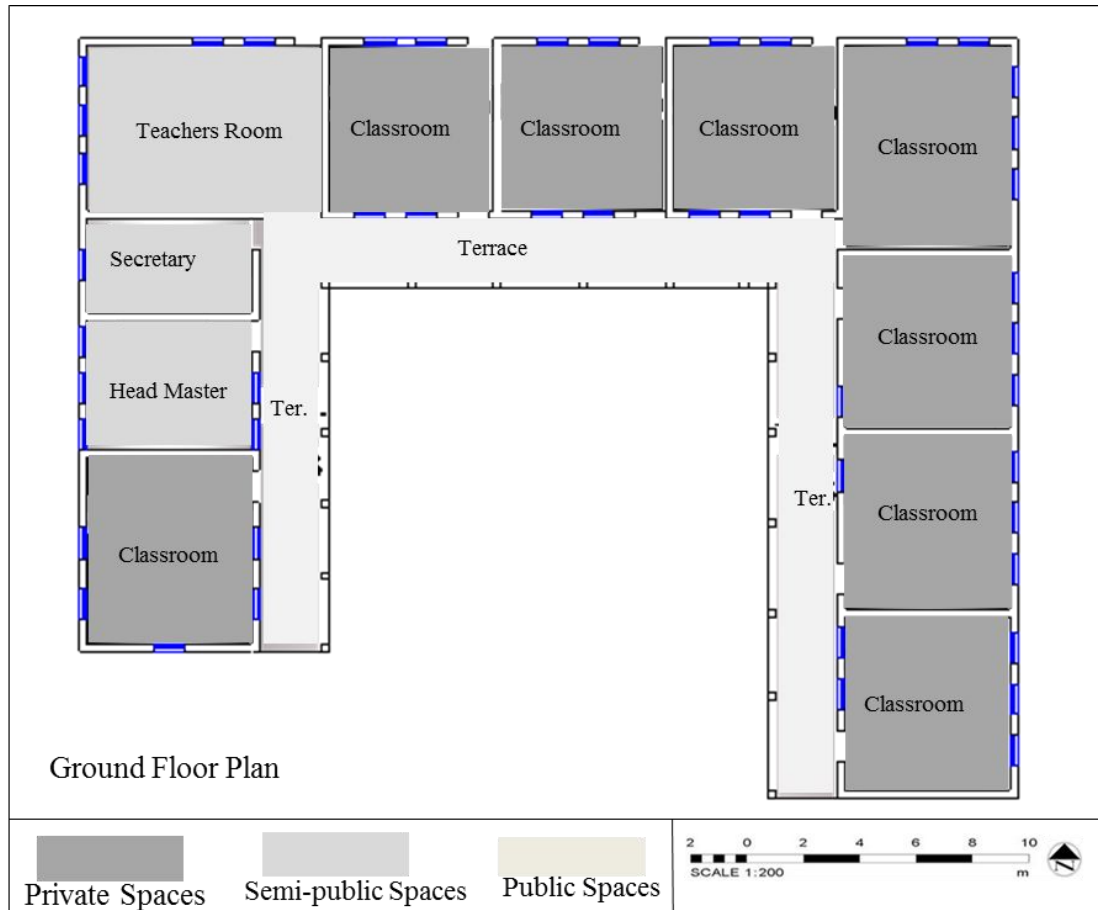 Teachers Room
Classroom
Classroom
Classroom
Classroom
Secretary
Terrace
Classroom
Head Master
Ter.
Ter.
Classroom
Classroom
Classroom
Ground Floor Plan
Private Spaces
Semi-public Spaces
Public Spaces
2 0 2 4 6 8 10
SCALE 1:200 m
N